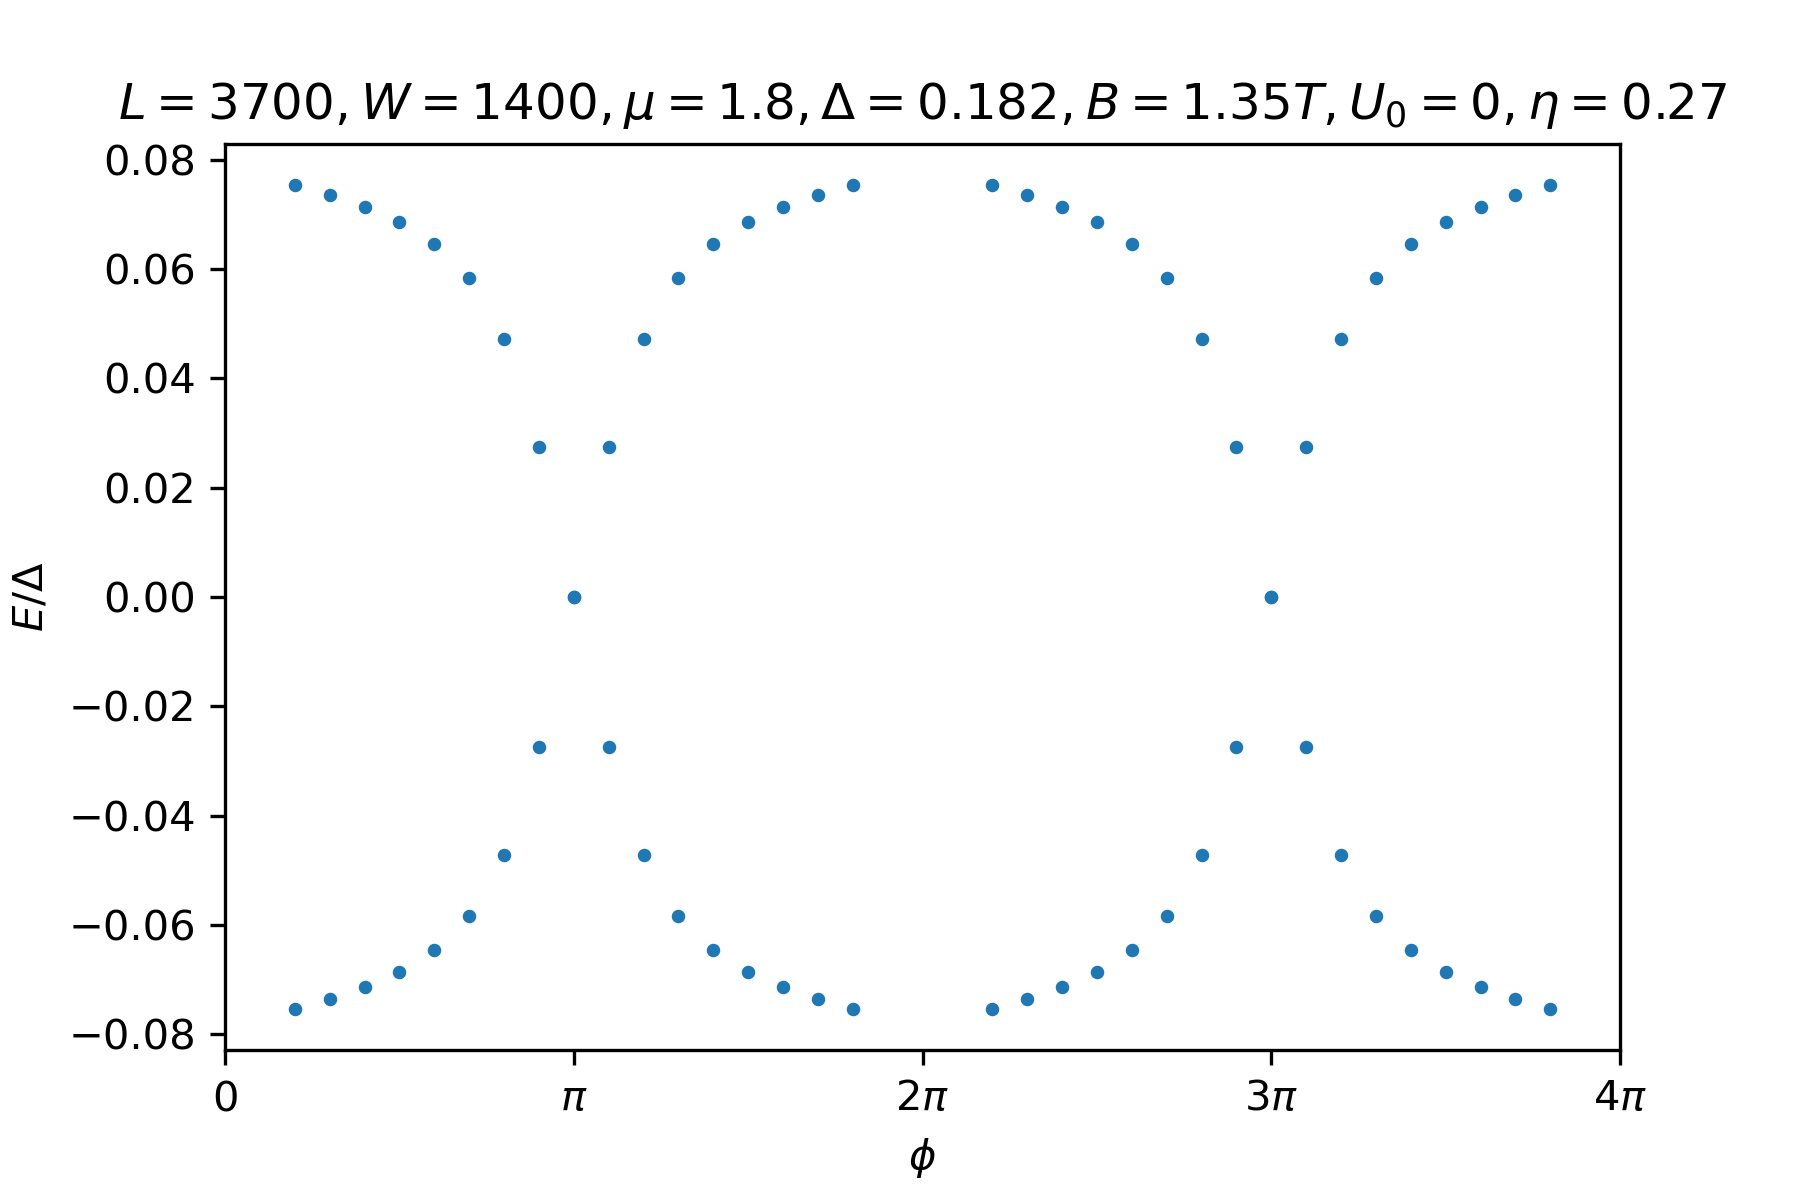 L = 3700, W = 1400, μ = 1.8, Δ = 0.182, B = 1.35T, U₀ = 0, η = 0.27
0.08
0.06
0.04
0.02
0.00
−0.02
−0.04
−0.06
−0.08
E/Δ
0 π 2π 3π 4π
ϕ